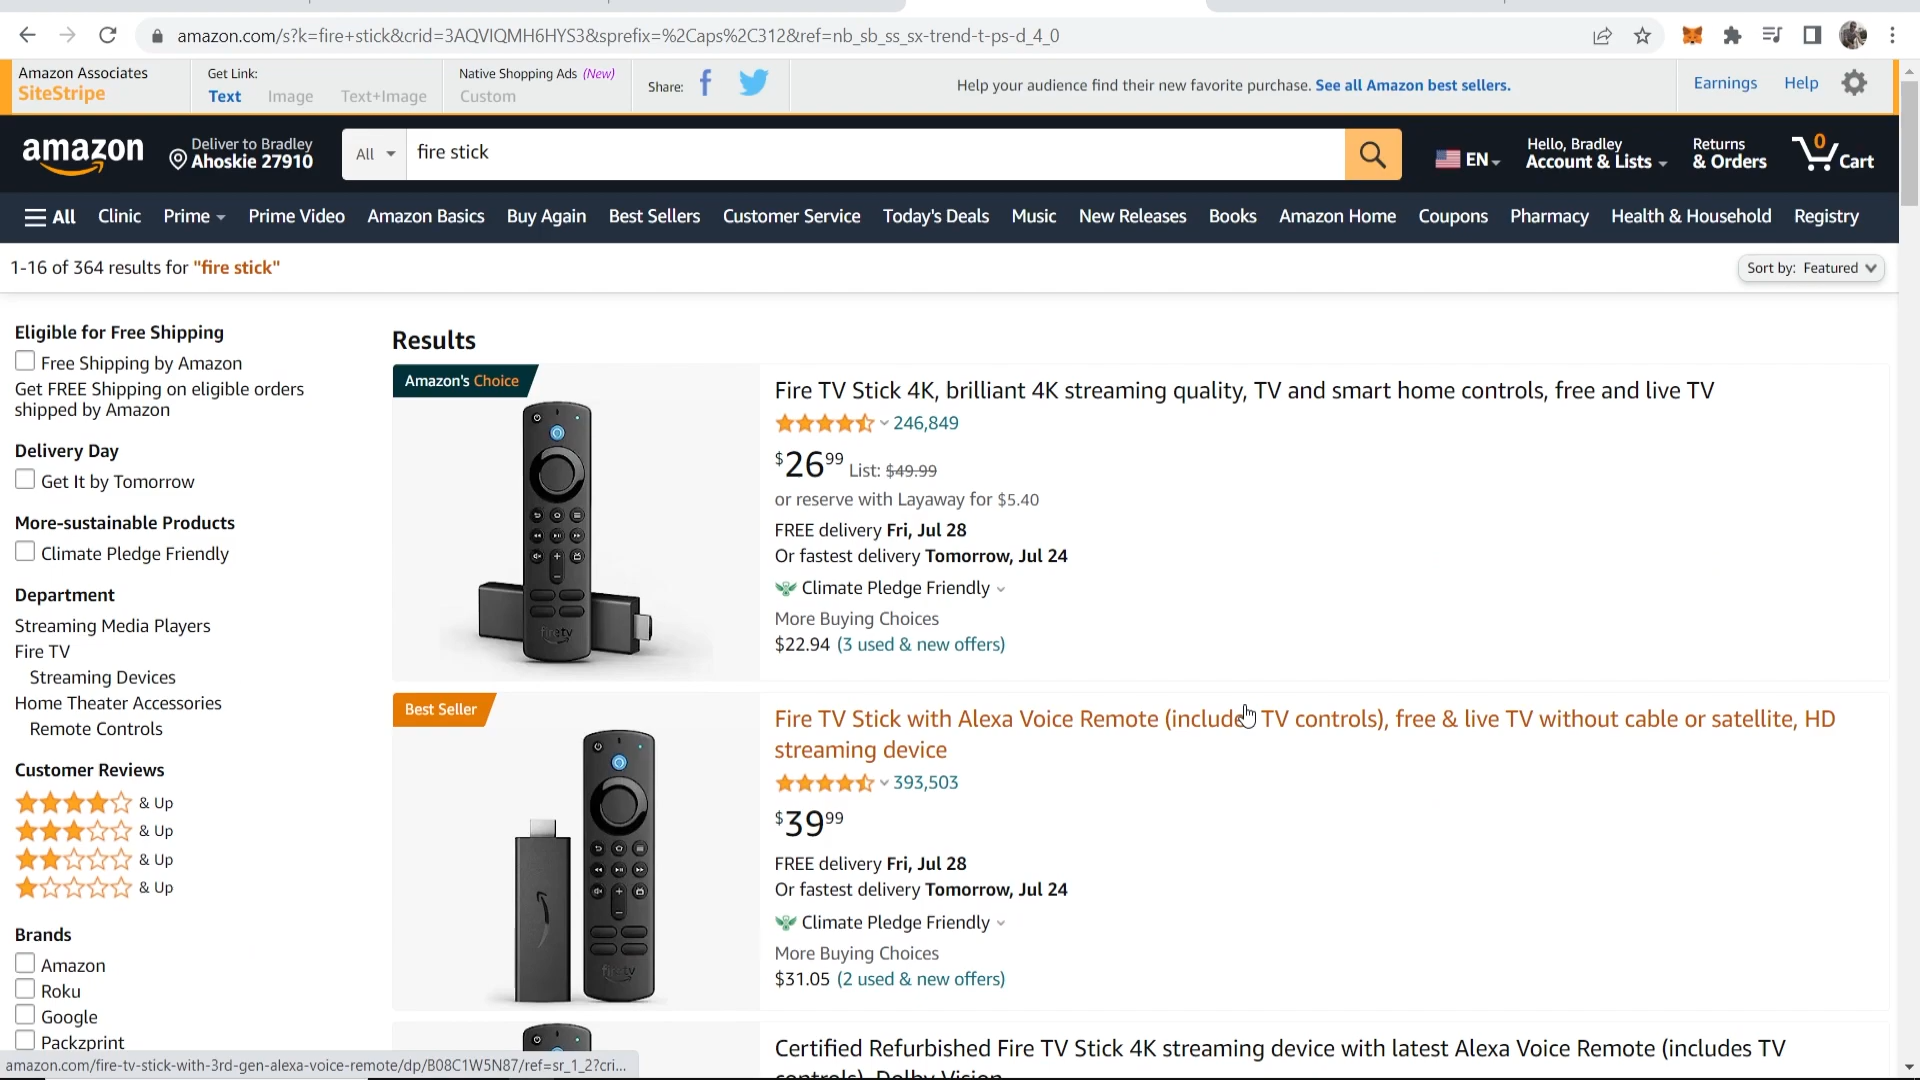 amazon.com/s?k=fire+stick&crid=3AQVIQMH6HYS3&sprefix=%2Caps%2C312&ref=nb_sb_ss_sx-trend-t-ps-d_4_0
Amazon Associates
SiteStripe
Get Link:
Text Image Text+Image
Native Shopping Ads (New)
Custom
Share:
Help your audience find their new favorite purchase. See all Amazon best sellers.
Earnings Help
amazon
Deliver to Bradley
Ahoskie 27910
All
fire stick
EN
Hello, Bradley
Account & Lists
Returns
& Orders
0
Cart
All Clinic Prime Prime Video Amazon Basics Buy Again Best Sellers Customer Service Today's Deals Music New Releases Books Amazon Home Coupons Pharmacy Health & Household Registry
1-16 of 364 results for "fire stick"
Sort by: Featured
Eligible for Free Shipping
Free Shipping by Amazon
Get FREE Shipping on eligible orders
shipped by Amazon
Delivery Day
Get It by Tomorrow
More-sustainable Products
Climate Pledge Friendly
Department
Streaming Media Players
Fire TV
Streaming Devices
Home Theater Accessories
Remote Controls
Customer Reviews
& Up
& Up
& Up
& Up
Brands
Amazon
Roku
Google
Packzprint
Results
Amazon's Choice
fire tv
Fire TV Stick 4K, brilliant 4K streaming quality, TV and smart home controls, free and live TV
246,849
$26 99 List: $49.99
or reserve with Layaway for $5.40
FREE delivery Fri, Jul 28
Or fastest delivery Tomorrow, Jul 24
Climate Pledge Friendly
More Buying Choices
$22.94 (3 used & new offers)
Best Seller
fire tv
Fire TV Stick with Alexa Voice Remote (includes TV controls), free & live TV without cable or satellite, HD
streaming device
393,503
$39 99
FREE delivery Fri, Jul 28
Or fastest delivery Tomorrow, Jul 24
Climate Pledge Friendly
More Buying Choices
$31.05 (2 used & new offers)
Certified Refurbished Fire TV Stick 4K streaming device with latest Alexa Voice Remote (includes TV
controls), Dolby Vision
amazon.com/fire-tv-stick-with-3rd-gen-alexa-voice-remote/dp/B08C1W5N87/ref=sr_1_2?cri...